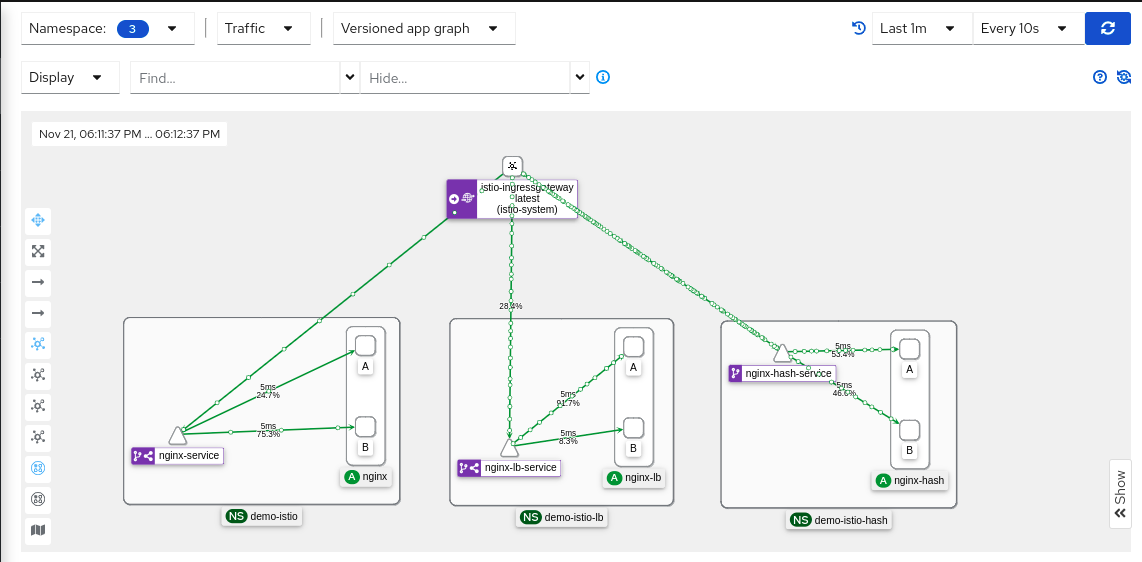 Namespace: 3
Traffic
Versioned app graph
Last 1m
Every 10s
Display
Find...
Hide...
Nov 21, 06:11:37 PM ... 06:12:37 PM
istio-ingressgateway
latest
(istio-system)
28.4%
5ms
24.7%
5ms
75.3%
A
B
nginx-service
A nginx
NS demo-istio
5ms
91.7%
5ms
8.3%
A
B
nginx-lb-service
A nginx-lb
NS demo-istio-lb
5ms
53.4%
5ms
46.6%
A
B
nginx-hash-service
A nginx-hash
NS demo-istio-hash
Show